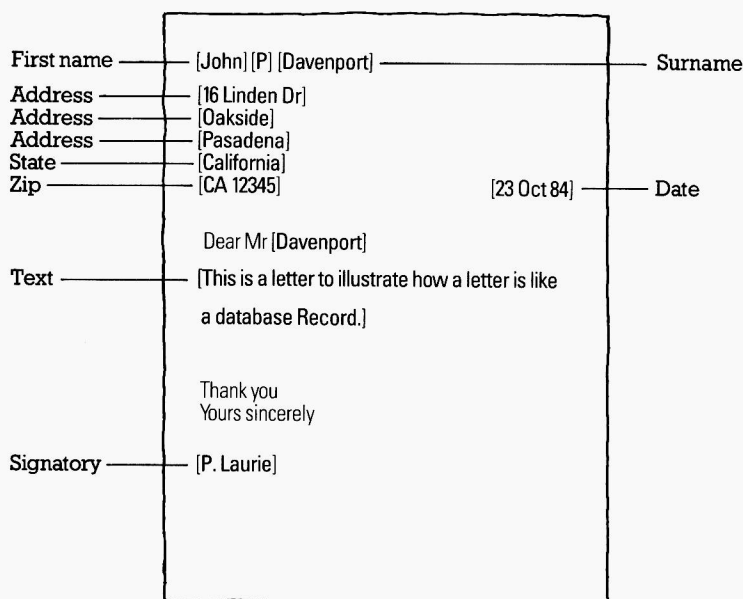 First name [John] [P] [Davenport] Surname
Address [16 Linden Dr]
Address [Oakside]
Address [Pasadena]
State [California]
Zip [CA 12345] [23 Oct 84] Date
Dear Mr [Davenport]
Text [This is a letter to illustrate how a letter is like
a database Record.]
Thank you
Yours sincerely
Signatory [P. Laurie]